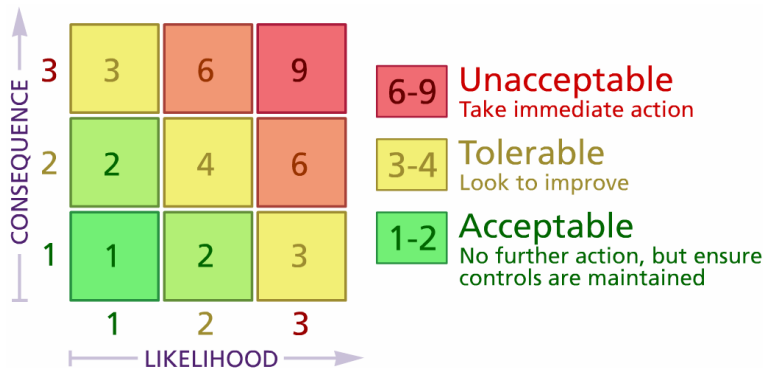 CONSEQUENCE
3 3 6 9
2 2 4 6
1 1 2 3
1 2 3
LIKELIHOOD
6-9 Unacceptable
Take immediate action
3-4 Tolerable
Look to improve
1-2 Acceptable
No further action, but ensure
controls are maintained